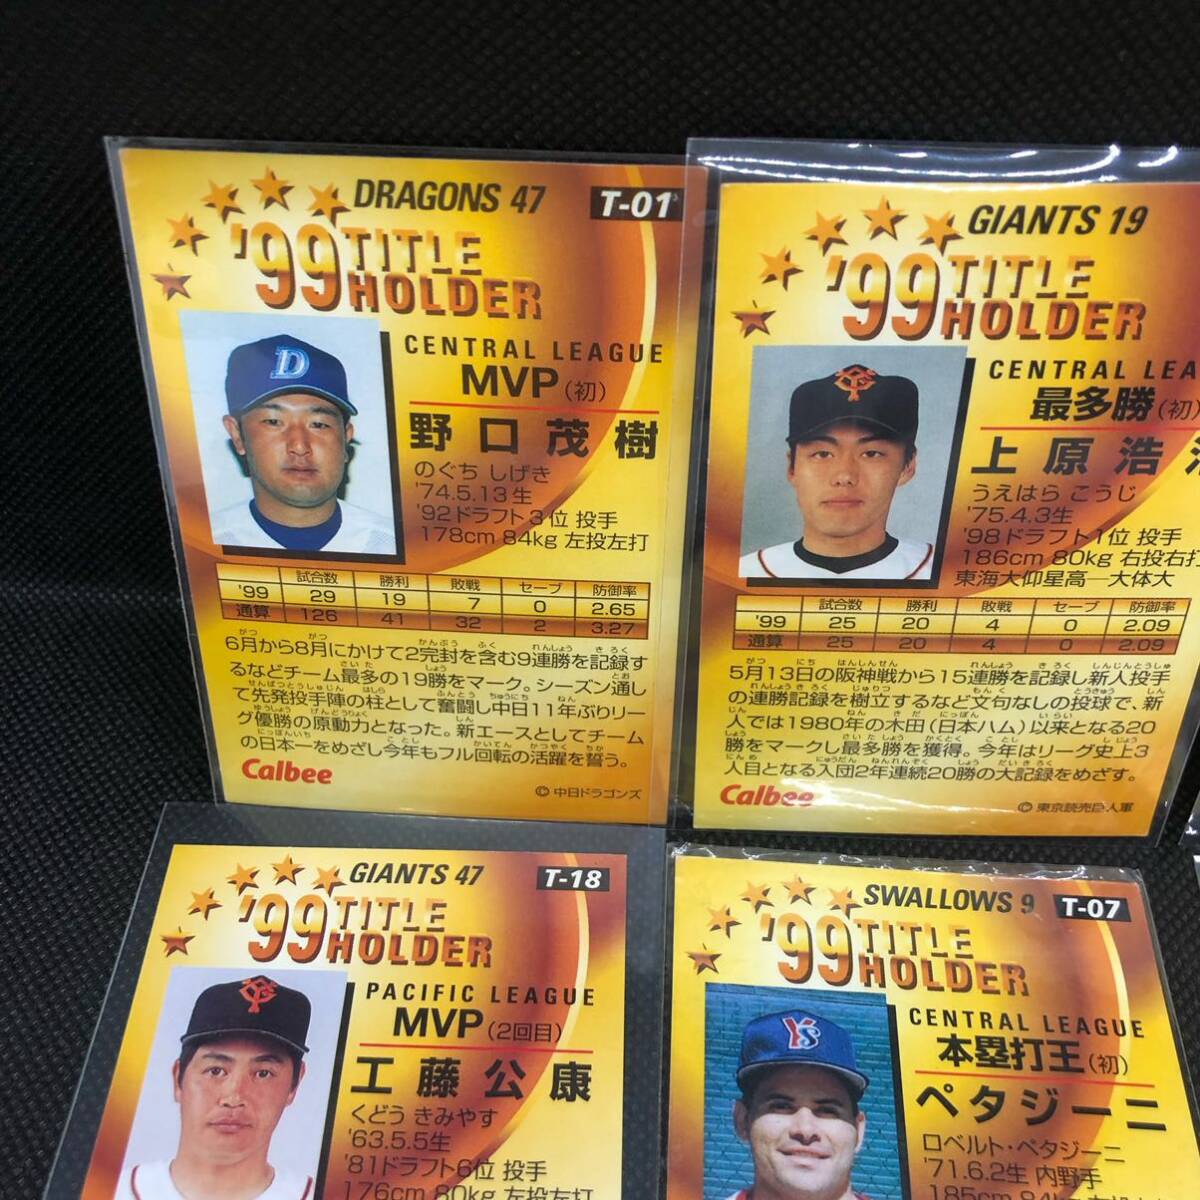 DRAGONS 47
T-01
'99 TITLE HOLDER
CENTRAL LEAGUE
MVP(初)
野口茂樹
のぐち しげき
'74.5.13生
'92ドラフト3位 投手
178cm 84kg 左投左打
試合数 勝利 敗戦 セーブ 防御率
'99 29 19 7 0 2.65
通算 126 41 32 2 3.27
6月から8月にかけて2完封を含む9連勝を記録す
るなどチーム最多の19勝をマーク。シーズン通し
て先発投手陣の柱として奮闘し中日11年ぶりリー
グ優勝の原動力となった。新エースとしてチーム
の日本一をめざし今年もフル回転の活躍を誓う。
Calbee
©中日ドラゴンズ
GIANTS 19
'99 TITLE HOLDER
CENTRAL LEA
最多勝(初)
上原浩
うえはら こうじ
'75.4.3生
'98ドラフト1位 投手
186cm 80kg 右投右打
東海大仰星高―大体大
試合数 勝利 敗戦 セーブ 防御率
'99 25 20 4 0 2.09
通算 25 20 4 0 2.09
5月13日の阪神戦から15連勝を記録し新人投手
の連勝記録を樹立するなど文句なしの投球で、新
人では1980年の木田(日本ハム)以来となる20
勝をマークし最多勝を獲得。今年はリーグ史上3
人目となる入団2年連続20勝の大記録をめざす。
Calbee
©東京読売巨人軍
GIANTS 47
T-18
'99 TITLE HOLDER
PACIFIC LEAGUE
MVP(2回目)
工藤公康
くどう きみやす
'63.5.5生
'81ドラフト6位 投手
176cm 80kg 左投左打
SWALLOWS 9
T-07
'99 TITLE HOLDER
CENTRAL LEAGUE
本塁打王(初)
ペタジーニ
ロベルト・ペタジーニ
'71.6.2生 内野手
185cm